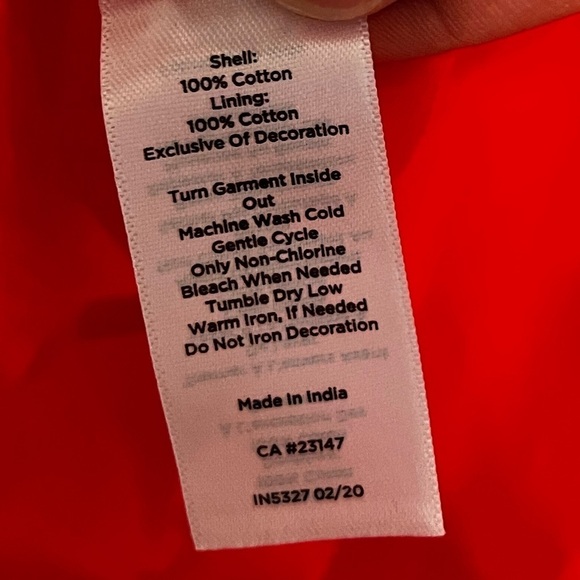 Shell:
100% Cotton
Lining:
100% Cotton
Exclusive Of Decoration
Turn Garment Inside
Out
Machine Wash Cold
Gentle Cycle
Only Non-Chlorine
Bleach When Needed
Tumble Dry Low
Warm Iron, If Needed
Do Not Iron Decoration
Made In India
CA #23147
IN5327 02/20